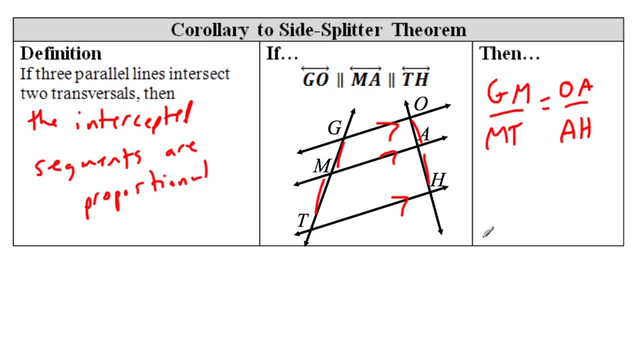 Corollary to Side-Splitter Theorem
Definition
If three parallel lines intersect
two transversals, then
the intercepted
segments are
proportional
If…
GO ∥ MA ∥ TH
O
G
A
M
H
T
Then…
GM/MT = OA/AH